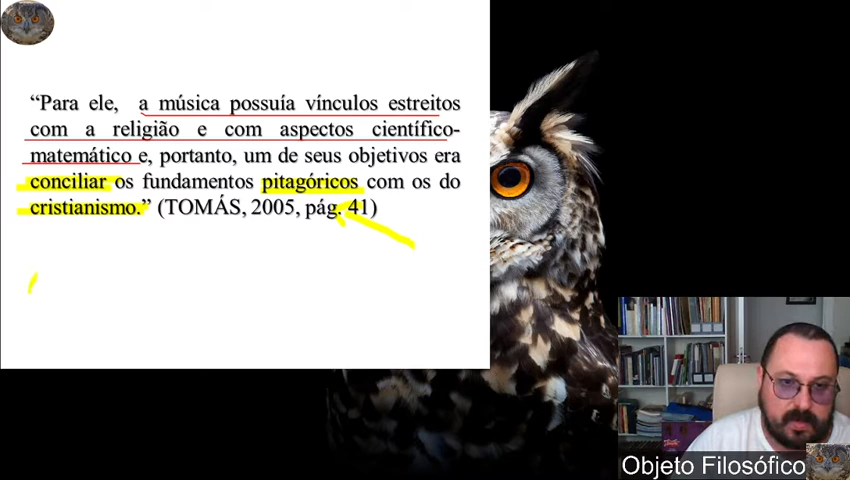 “Para ele, a música possuía vínculos estreitos
com a religião e com aspectos científico-
matemático e, portanto, um de seus objetivos era
conciliar os fundamentos pitagóricos com os do
cristianismo.” (TOMÁS, 2005, pág. 41)
Objeto Filosófico